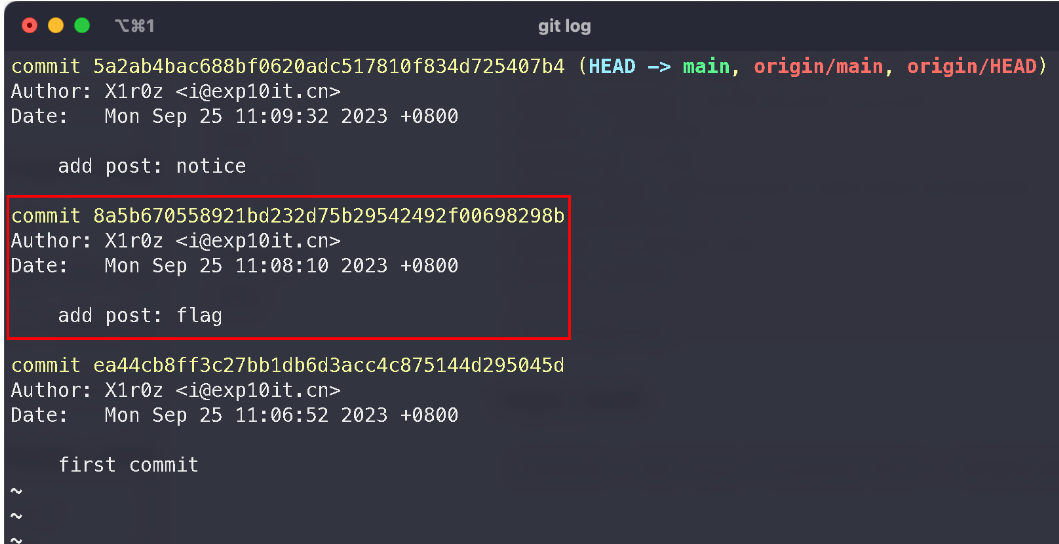 ⌥⌘1
git log
commit 5a2ab4bac688bf0620adc517810f834d725407b4 (HEAD -> main, origin/main, origin/HEAD)
Author: X1r0z <i@exp10it.cn>
Date:   Mon Sep 25 11:09:32 2023 +0800
    add post: notice
commit 8a5b670558921bd232d75b29542492f00698298b
Author: X1r0z <i@exp10it.cn>
Date:   Mon Sep 25 11:08:10 2023 +0800
    add post: flag
commit ea44cb8ff3c27bb1db6d3acc4c875144d295045d
Author: X1r0z <i@exp10it.cn>
Date:   Mon Sep 25 11:06:52 2023 +0800
    first commit
~
~
~